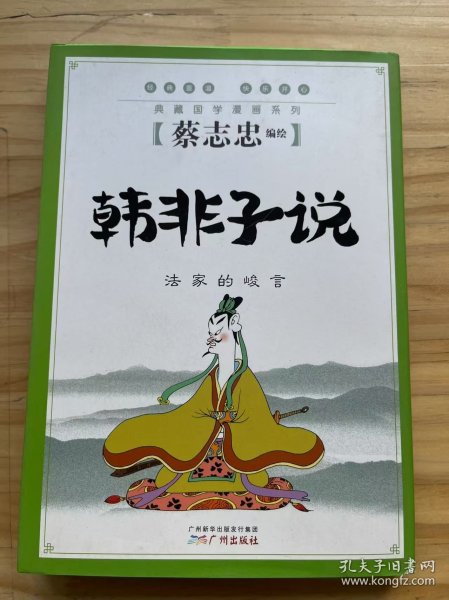 经典重温 快乐开心
典藏国学漫画系列
【蔡志忠编绘】
韩非子说
法家的峻言
广州新华出版发行集团
广州出版社
孔夫子旧书网
www.kongfz.com